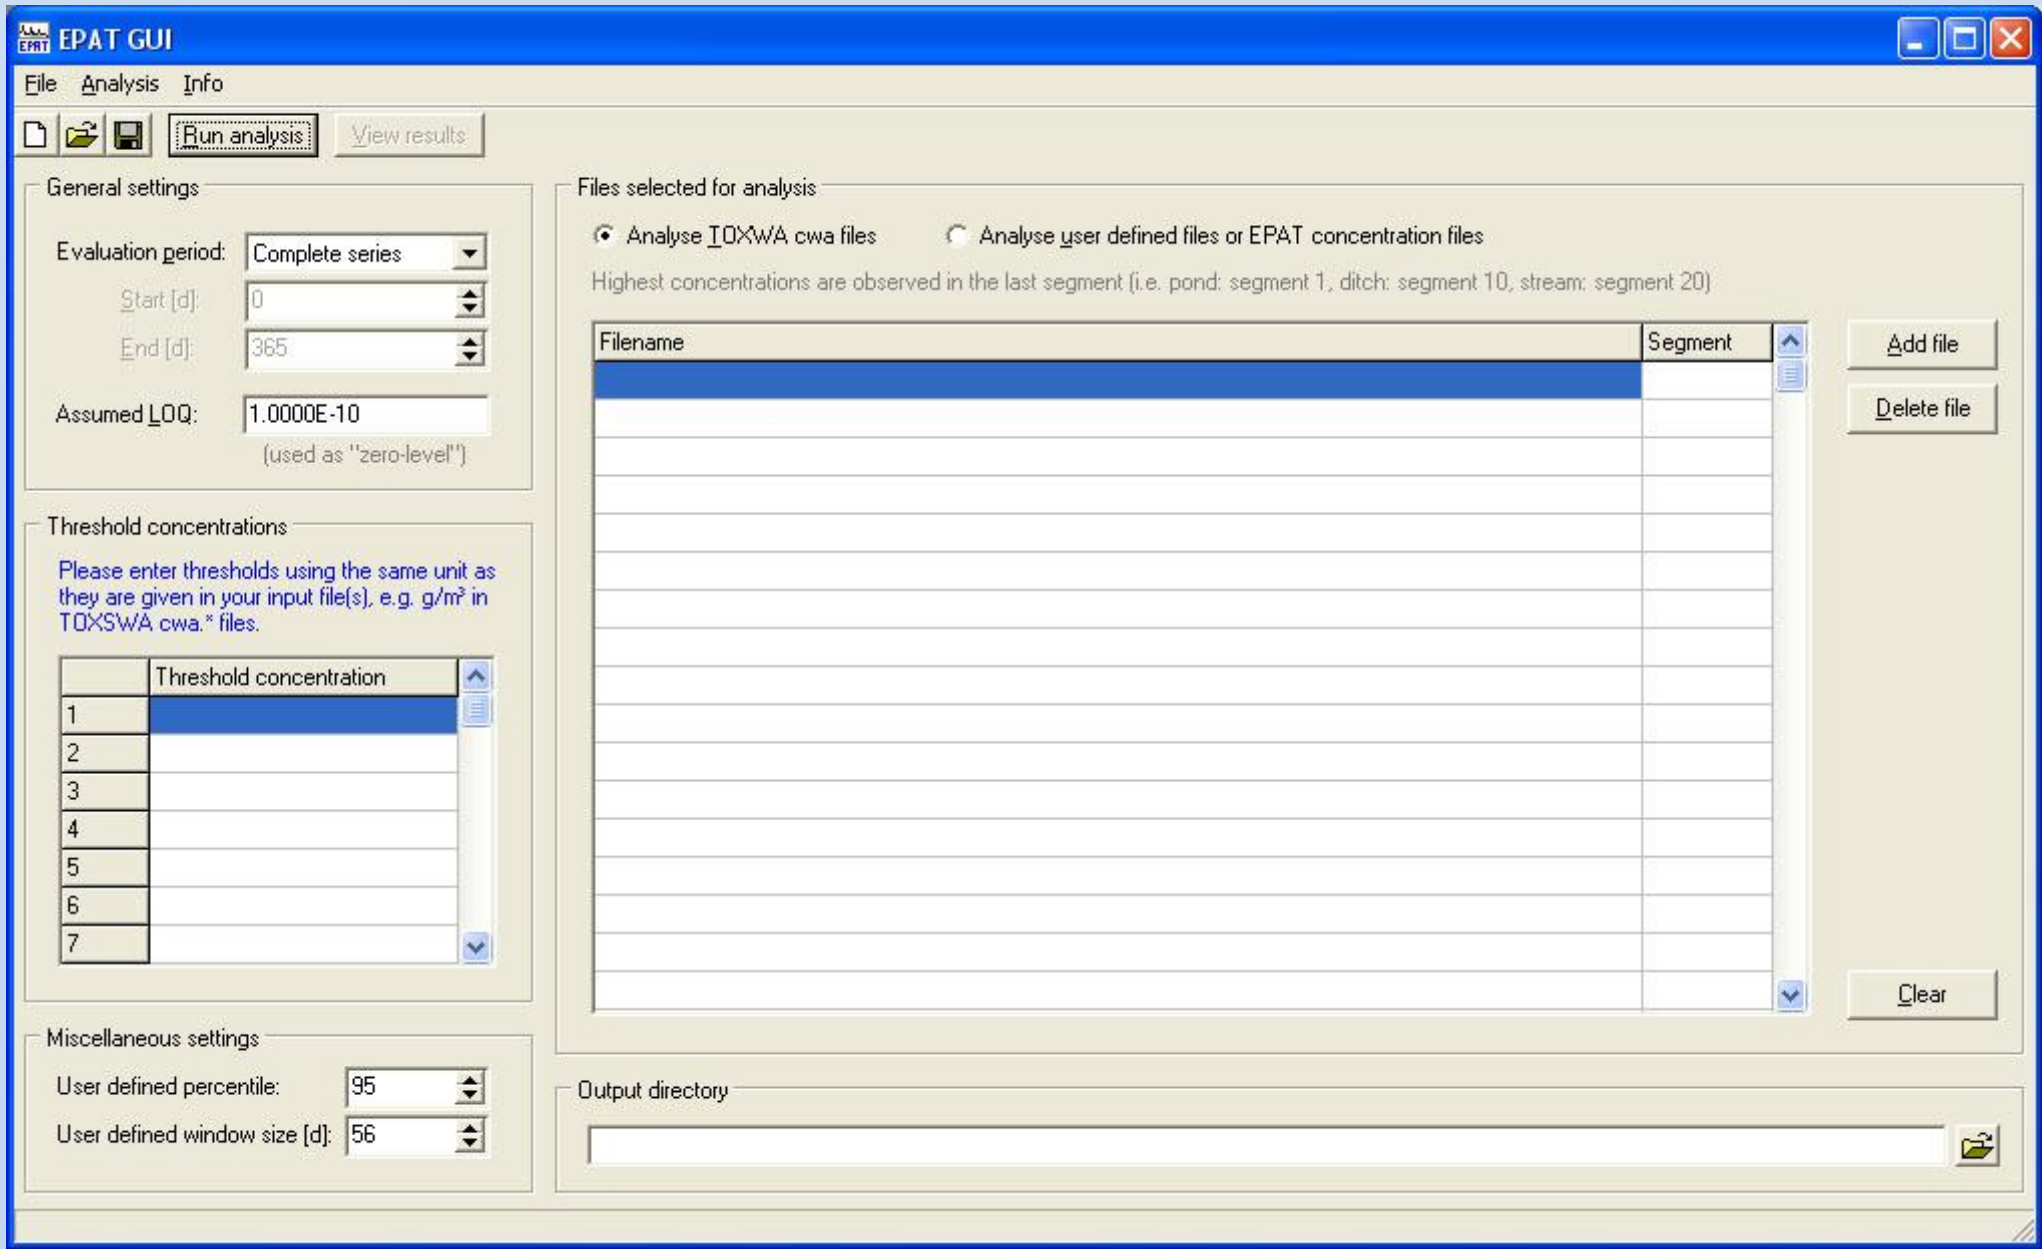 EPAT EPAT GUI
File Analysis Info
Run analysis View results
General settings
Evaluation period: Complete series
Start [d]: 0
End [d]: 365
Assumed LOQ: 1.0000E-10
(used as "zero-level")
Threshold concentrations
Please enter thresholds using the same unit as
they are given in your input file(s), e.g. g/m³ in
TOXSWA cwa.* files.
Threshold concentration
1
2
3
4
5
6
7
Miscellaneous settings
User defined percentile: 95
User defined window size [d]: 56
Files selected for analysis
Analyse TOXWA cwa files Analyse user defined files or EPAT concentration files
Highest concentrations are observed in the last segment (i.e. pond: segment 1, ditch: segment 10, stream: segment 20)
Filename Segment
Add file
Delete file
Clear
Output directory